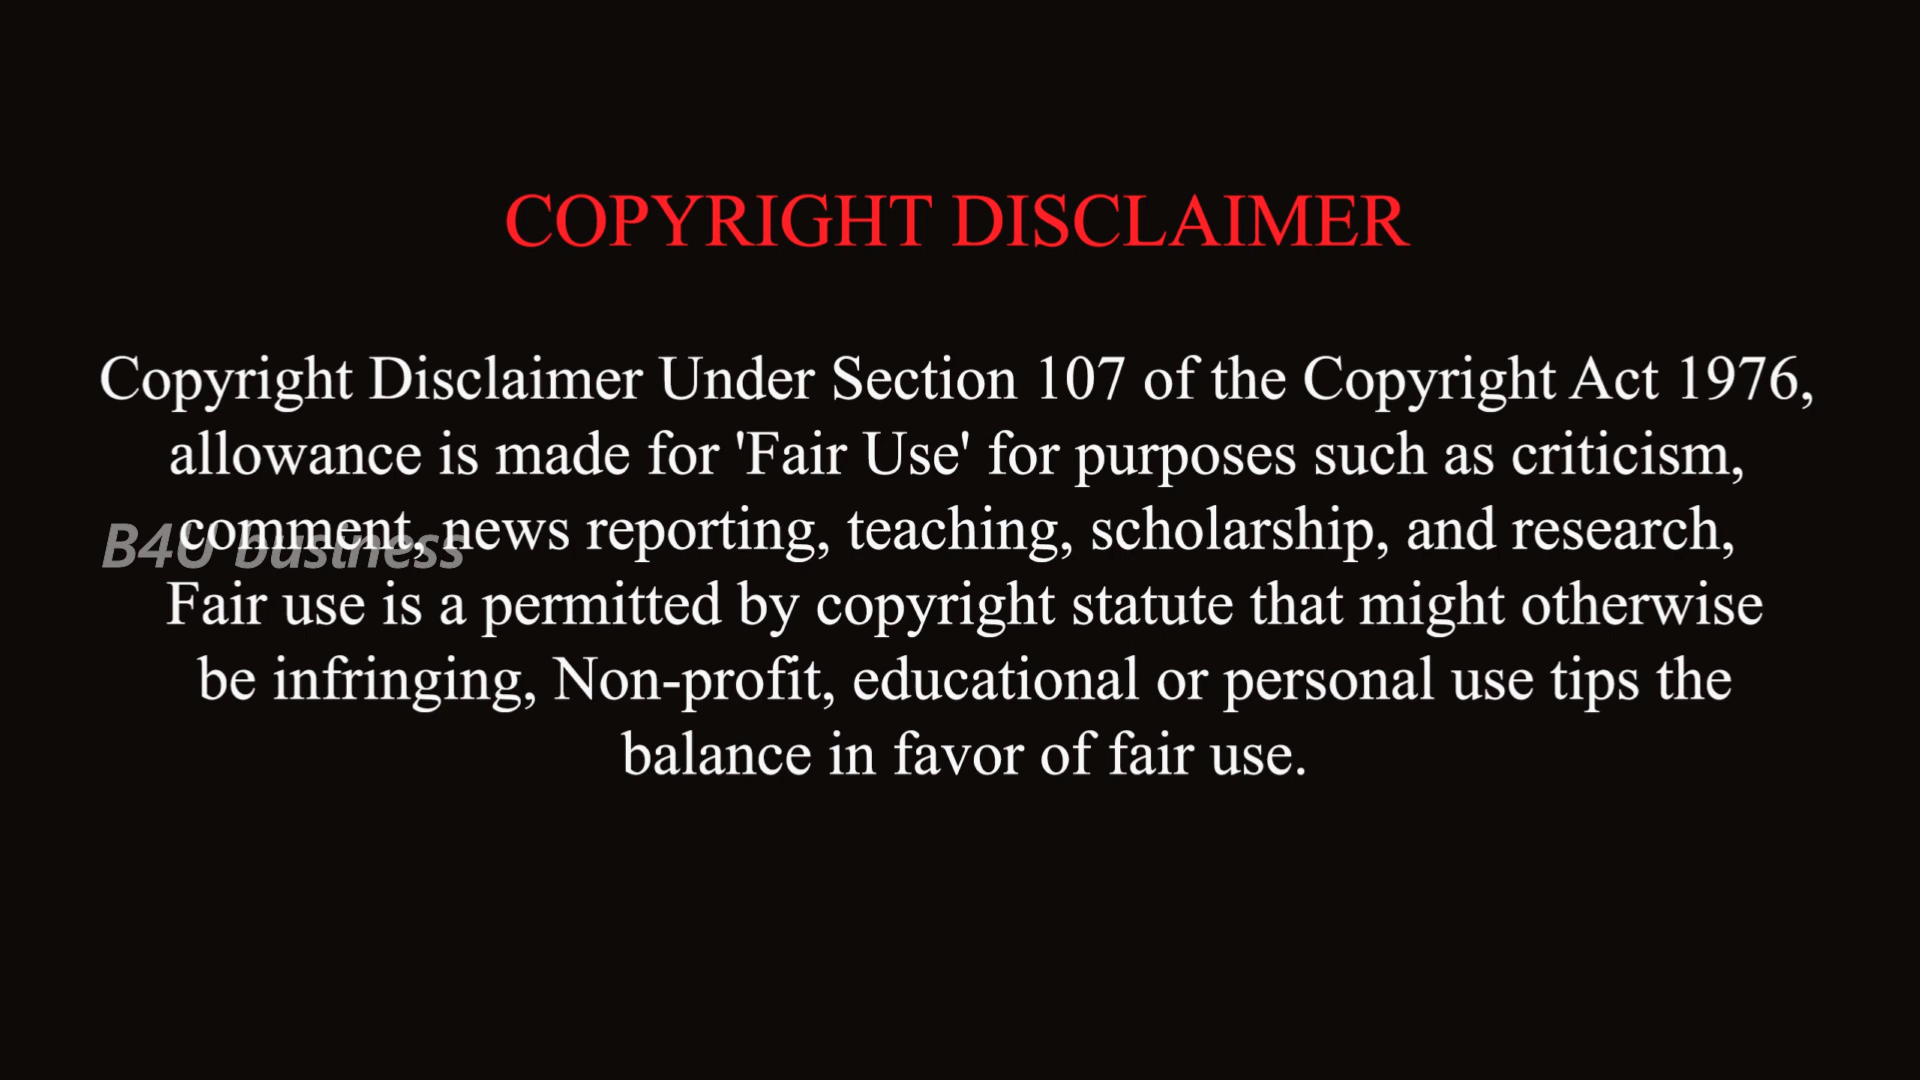 COPYRIGHT DISCLAIMER
Copyright Disclaimer Under Section 107 of the Copyright Act 1976,
allowance is made for 'Fair Use' for purposes such as criticism,
comment, news reporting, teaching, scholarship, and research,
B4U business
Fair use is a permitted by copyright statute that might otherwise
be infringing, Non-profit, educational or personal use tips the
balance in favor of fair use.